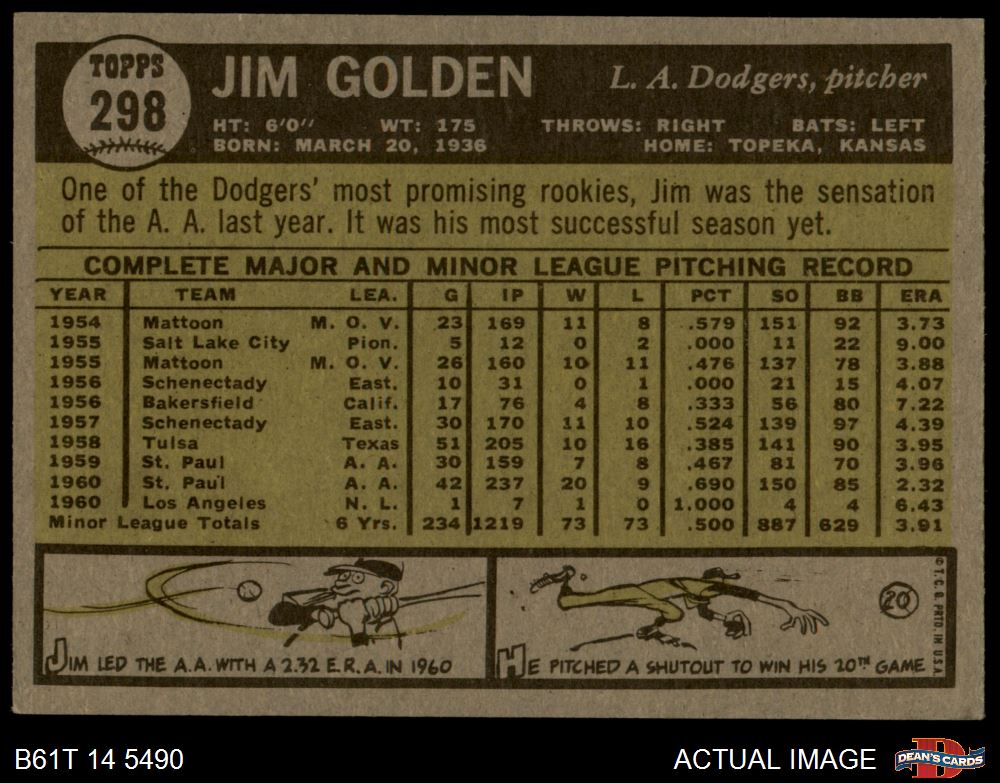 TOPPS
298
JIM GOLDEN
L. A. Dodgers, pitcher
HT: 6'0'' WT: 175 THROWS: RIGHT BATS: LEFT
BORN: MARCH 20, 1936 HOME: TOPEKA, KANSAS
One of the Dodgers' most promising rookies, Jim was the sensation
of the A. A. last year. It was his most successful season yet.
COMPLETE MAJOR AND MINOR LEAGUE PITCHING RECORD
YEAR TEAM LEA. G IP W L PCT SO BB ERA
1954 Mattoon M. O. V. 23 169 11 8 .579 151 92 3.73
1955 Salt Lake City Pion. 5 12 0 2 .000 11 22 9.00
1955 Mattoon M. O. V. 26 160 10 11 .476 137 78 3.88
1956 Schenectady East. 10 31 0 1 .000 21 15 4.07
1956 Bakersfield Calif. 17 76 4 8 .333 56 80 7.22
1957 Schenectady East. 30 170 11 10 .524 139 97 4.39
1958 Tulsa Texas 51 205 10 16 .385 141 90 3.95
1959 St. Paul A. A. 30 159 7 8 .467 81 70 3.96
1960 St. Paul A. A. 42 237 20 9 .690 150 85 2.32
1960 Los Angeles N. L. 1 7 1 0 1.000 4 4 6.43
Minor League Totals 6 Yrs. 234 1219 73 73 .500 887 629 3.91
JIM LED THE A.A. WITH A 2.32 E.R.A. IN 1960
20
HE PITCHED A SHUTOUT TO WIN HIS 20TH GAME
© T. C. G. PRTD. IN U.S.A.
B61T 14 5490
ACTUAL IMAGE
D
DEAN'S CARDS